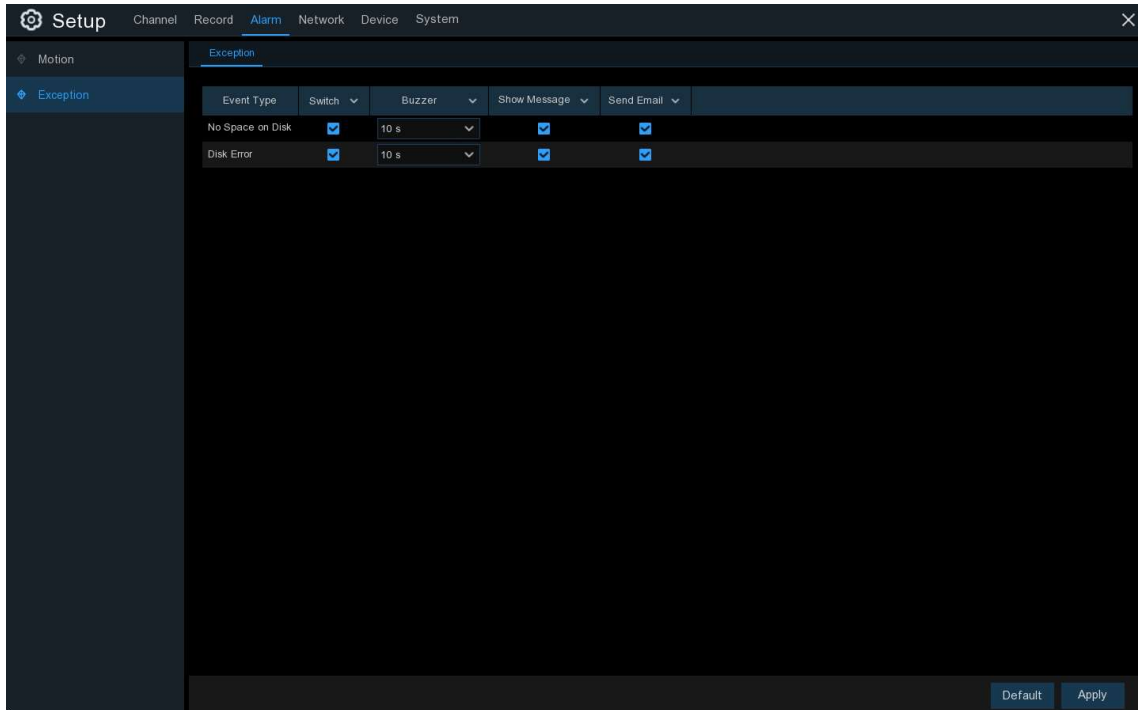 Setup Channel Record Alarm Network Device System
Motion
Exception
Exception
Event Type Switch Buzzer Show Message Send Email
No Space on Disk 10 s
Disk Error 10 s
Default Apply